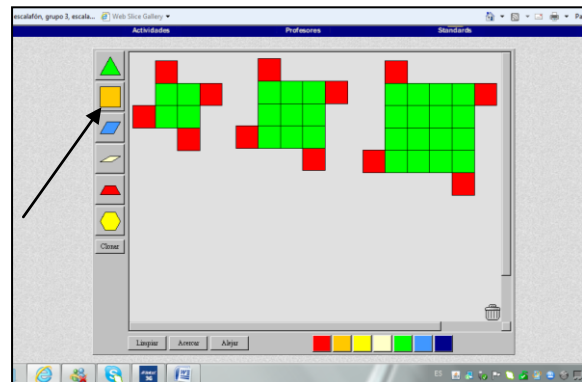 escalafón, grupo 3, escala...
Web Slice Gallery
Actividades
Profesores
Standards
Clonar
Limpiar
Acercar
Alejar
ES